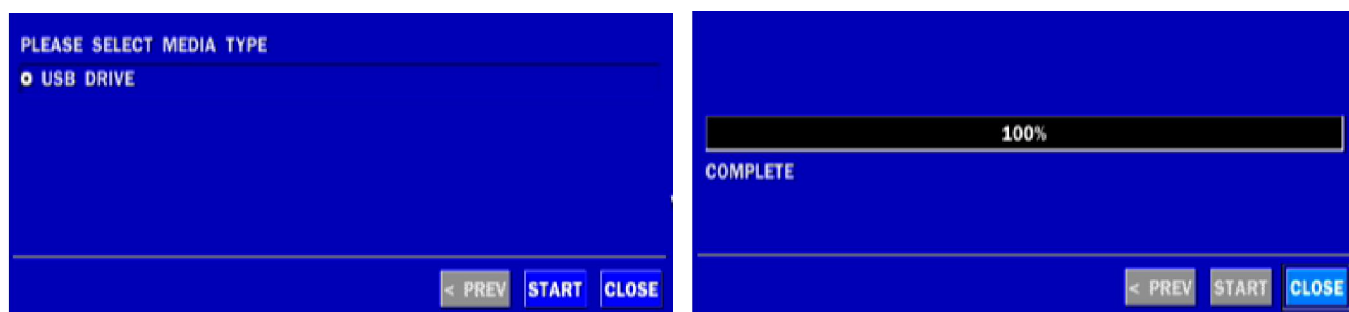 PLEASE SELECT MEDIA TYPE
USB DRIVE
< PREV START CLOSE
100%
COMPLETE
< PREV START CLOSE